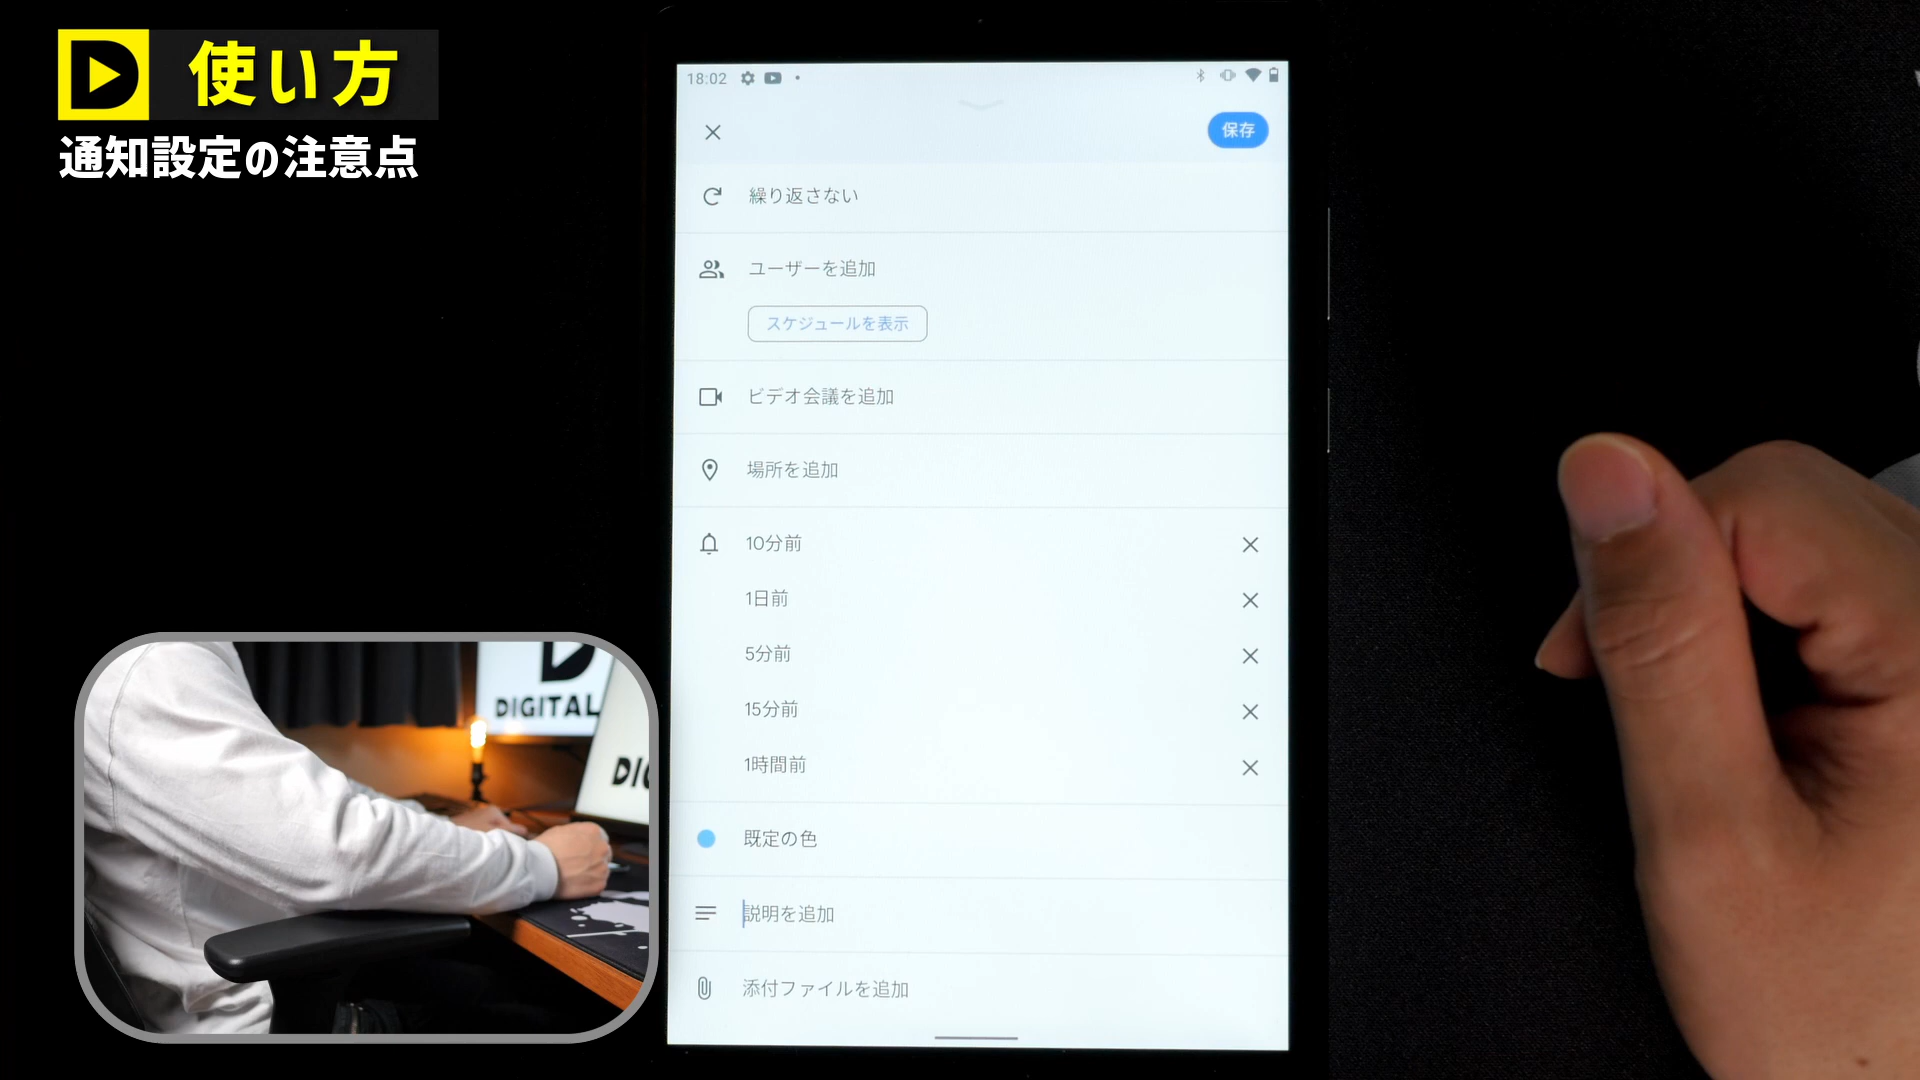 使い方
通知設定の注意点
18:02
保存
繰り返さない
ユーザーを追加
スケジュールを表示
ビデオ会議を追加
場所を追加
10分前
1日前
5分前
15分前
1時間前
既定の色
説明を追加
添付ファイルを追加
DIGITAL